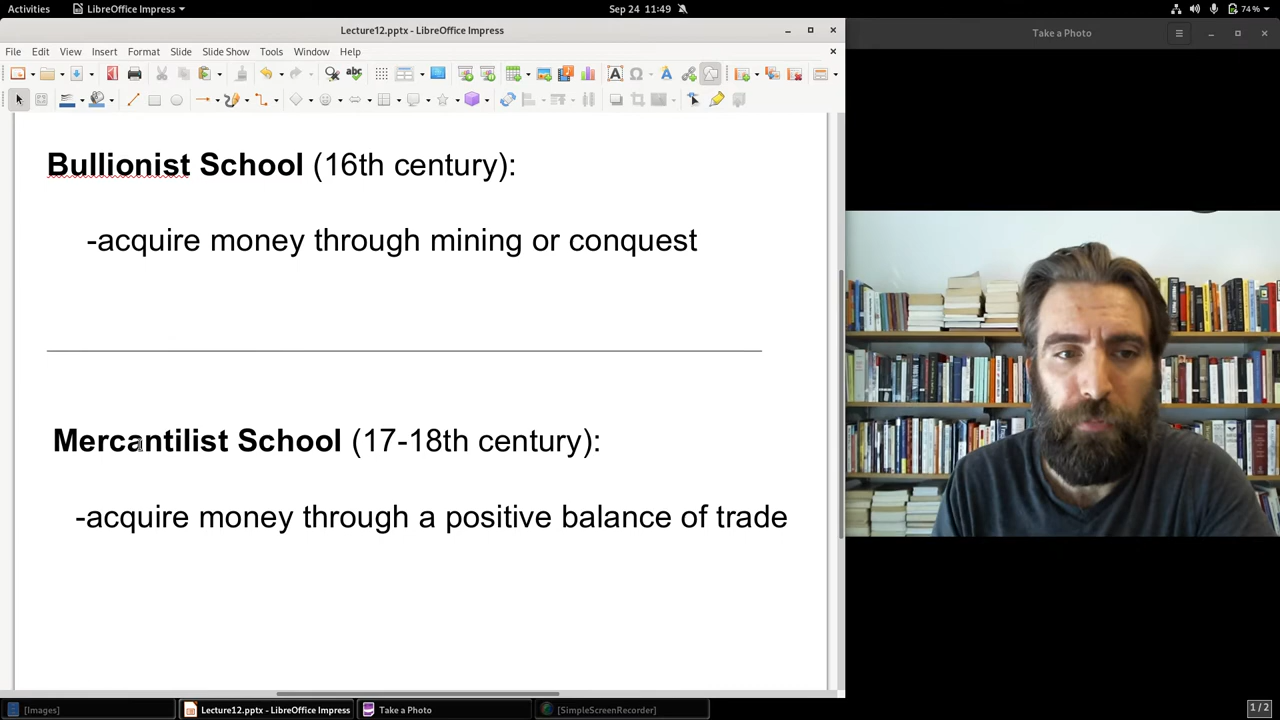 Activities
LibreOffice Impress
Sep 24 11:49
74 %
Lecture12.pptx - LibreOffice Impress
Take a Photo
File Edit View Insert Format Slide Slide Show Tools Window Help
Bullionist School (16th century):
-acquire money through mining or conquest
Mercantilist School (17-18th century):
-acquire money through a positive balance of trade
[Images]
Lecture12.pptx - LibreOffice Impress
Take a Photo
[SimpleScreenRecorder]
1/2